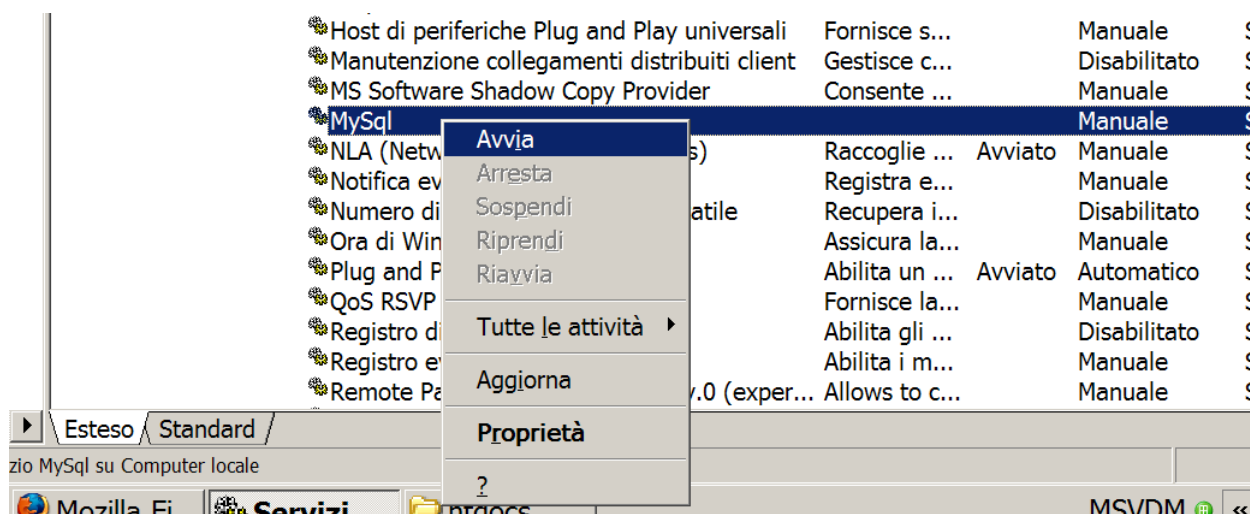 Host di periferiche Plug and Play universali Fornisce s... Manuale
Manutenzione collegamenti distribuiti client Gestisce c... Disabilitato
MS Software Shadow Copy Provider Consente ... Manuale
MySql Manuale
NLA (Netw s) Raccoglie ... Avviato Manuale
Notifica ev Registra e... Manuale
Numero di atile Recupera i... Disabilitato
Ora di Win Assicura la... Manuale
Plug and P Abilita un ... Avviato Automatico
QoS RSVP Fornisce la... Manuale
Registro di Abilita gli ... Disabilitato
Registro ev Abilita i m... Manuale
Remote Pa v.0 (exper... Allows to c... Manuale
Avvia
Arresta
Sospendi
Riprendi
Riavvia
Tutte le attività
Aggiorna
Proprietà
?
Esteso Standard
zio MySql su Computer locale
Mozilla Fi... Servizi htdocs MSVDM «